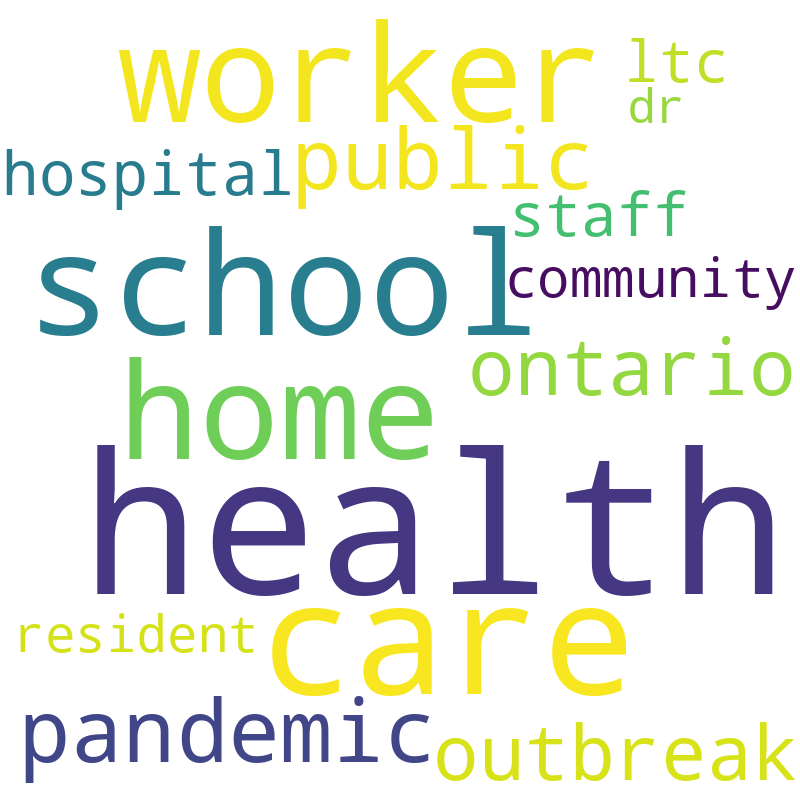 worker
ltc
dr
hospital
public
staff
school
community
ontario
home
health
care
resident
pandemic
outbreak